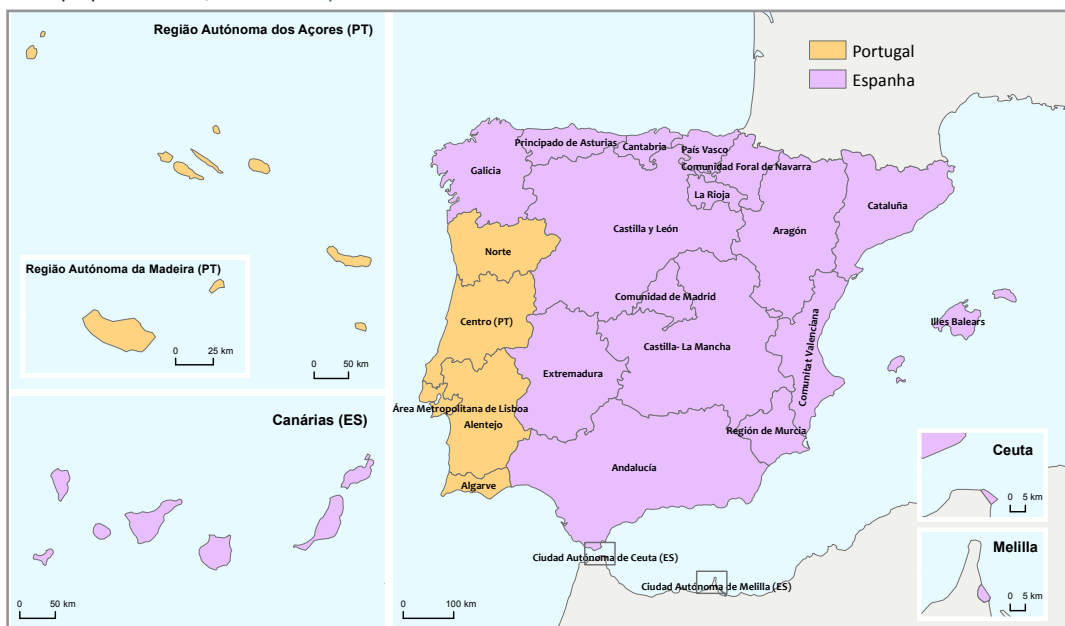 Região Autónoma dos Açores (PT)
Portugal
Espanha
Principado de Asturias
Cantabria
País Vasco
Comunidad Foral de Navarra
Galicia
La Rioja
Cataluña
Castilla y León
Aragón
Norte
Região Autónoma da Madeira (PT)
Comunidad de Madrid
Centro (PT)
Illes Balears
Comunitat Valenciana
Castilla- La Mancha
0 25 km
0 50 km
Extremadura
Área Metropolitana de Lisboa
Alentejo
Canárias (ES)
Región de Murcia
Andalucía
Algarve
Ceuta
0 5 km
Ciudad Autónoma de Ceuta (ES)
Melilla
Ciudad Autónoma de Melilla (ES)
0 5 km
0 50 km
0 100 km